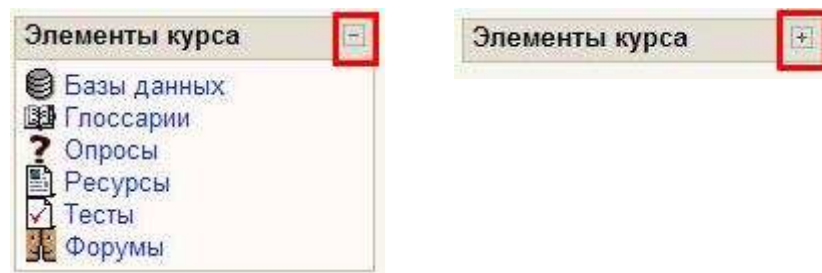 Элементы курса
Базы данных
Глоссарии
Опросы
Ресурсы
Тесты
Форумы
Элементы курса